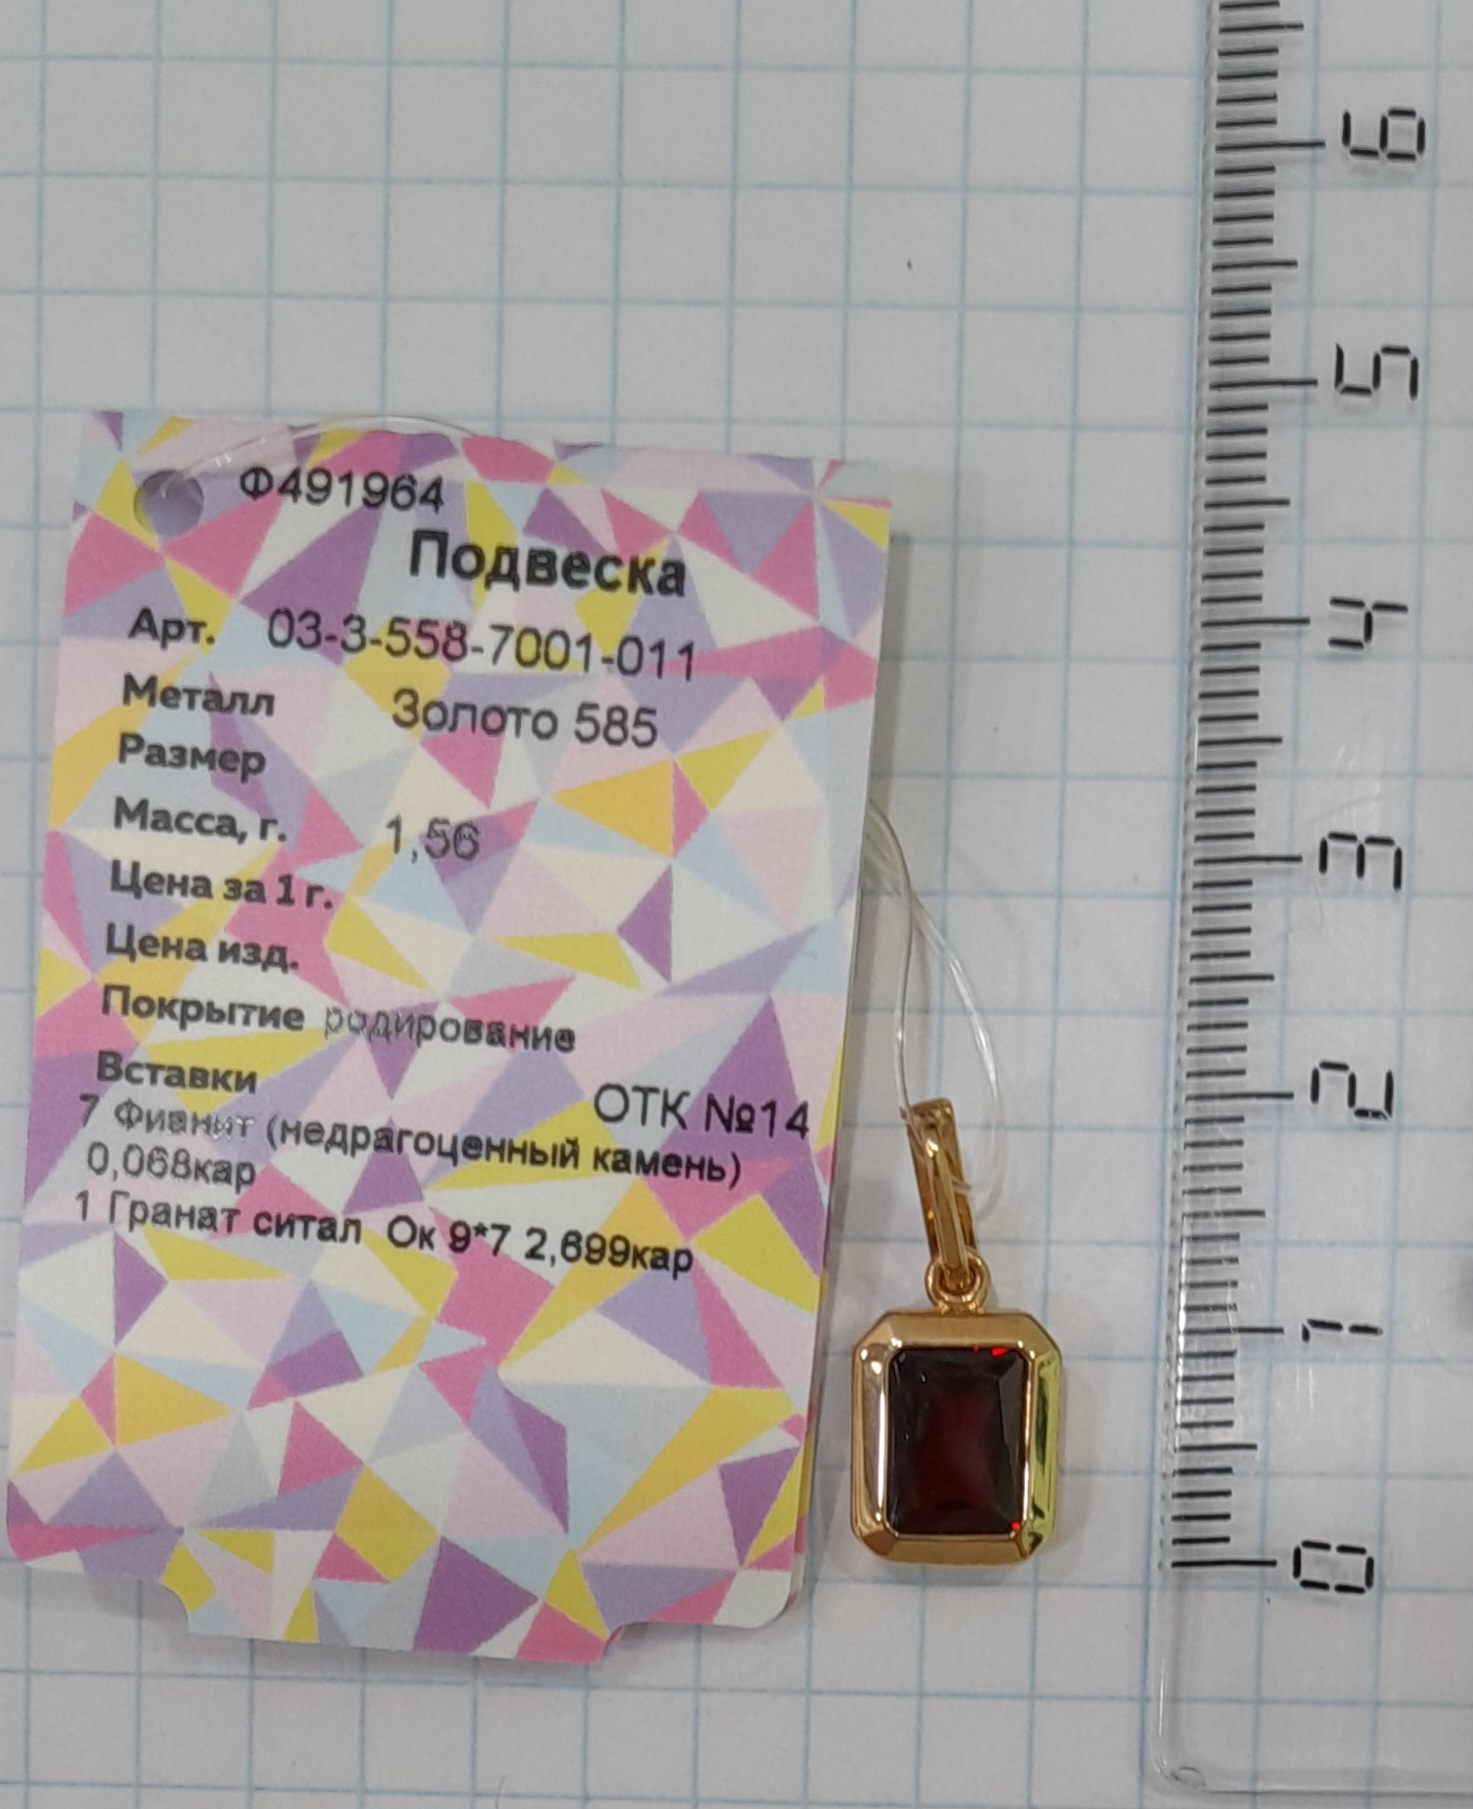 Ф491964
Подвеска
Арт. 03-3-558-7001-011
Металл Золото 585
Размер
Масса, г. 1,56
Цена за 1 г.
Цена изд.
Покрытие родирование
Вставки
ОТК №14
7 Фианит (недрагоценный камень)
0,068кар
1 Гранат ситал Ок 9*7 2,699кар
6
5
4
3
2
1
0